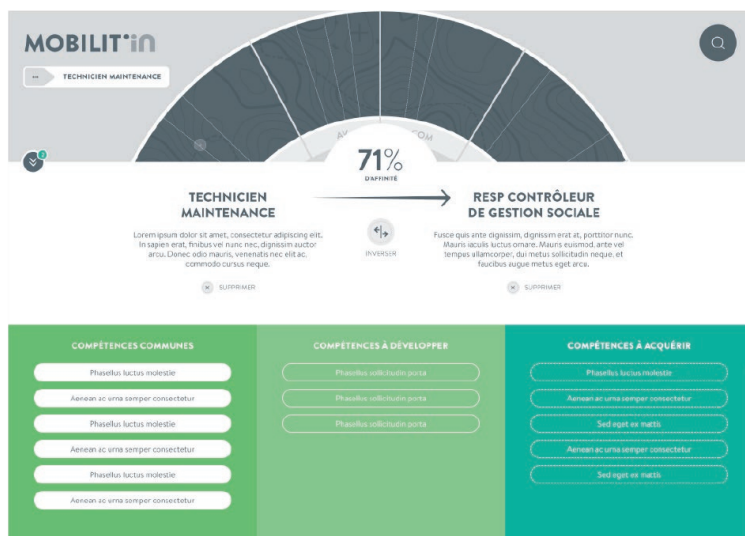 MOBILIT'in
... TECHNICIEN MAINTENANCE
AV COM
2
71%
D'AFFINITÉ
TECHNICIEN
MAINTENANCE
Lorem ipsum dolor sit amet, consectetur adipiscing elit.
In sapien erat, finibus vel nunc nec, dignissim auctor
arcu. Donec odio mauris, venenatis nec elit ac,
commodo cursus neque.
SUPPRIMER
INVERSER
RESP CONTRÔLEUR
DE GESTION SOCIALE
Fusce quis ante dignissim, dignissim erat at, porttitor nunc.
Mauris iaculis luctus ornare. Mauris euismod, ante vel
tempus ullamcorper, dui metus sollicitudin neque, et
faucibus augue metus eget arcu.
SUPPRIMER
COMPÉTENCES COMMUNES
Phasellus luctus molestie
Aenean ac urna semper consectetur
Phasellus luctus molestie
Aenean ac urna semper consectetur
Phasellus luctus molestie
Aenean ac urna semper consectetur
COMPÉTENCES À DÉVELOPPER
Phasellus sollicitudin porta
Phasellus sollicitudin porta
Phasellus sollicitudin porta
COMPÉTENCES À ACQUÉRIR
Phasellus luctus molestie
Aenean ac urna semper consectetur
Sed eget ex mattis
Aenean ac urna semper consectetur
Sed eget ex mattis